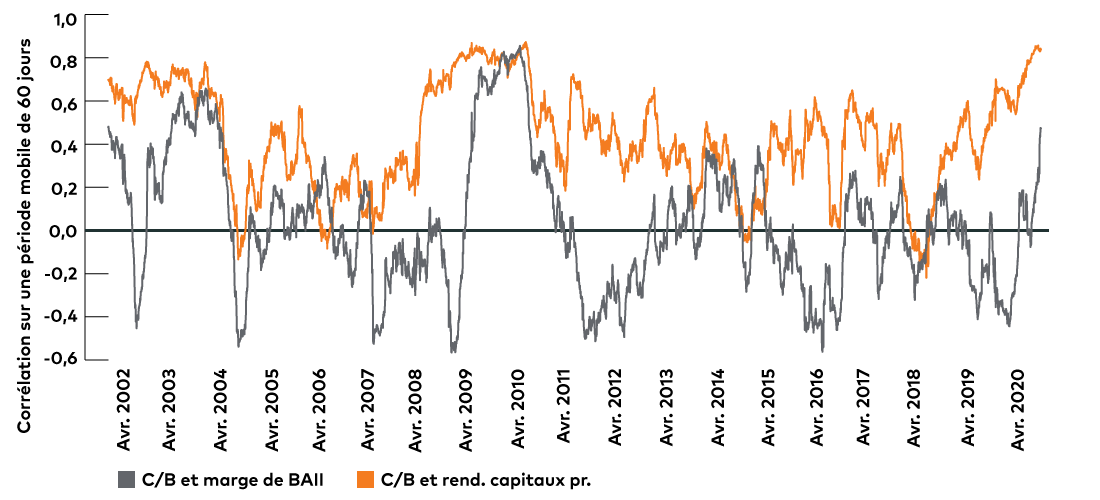 Corrélation sur une période mobile de 60 jours
1,0
0,8
0,6
0,4
0,2
0,0
-0,2
-0,4
-0,6
Avr. 2002
Avr. 2003
Avr. 2004
Avr. 2005
Avr. 2006
Avr. 2007
Avr. 2008
Avr. 2009
Avr. 2010
Avr. 2011
Avr. 2012
Avr. 2013
Avr. 2014
Avr. 2015
Avr. 2016
Avr. 2017
Avr. 2018
Avr. 2019
Avr. 2020
C/B et marge de BAII
C/B et rend. capitaux pr.